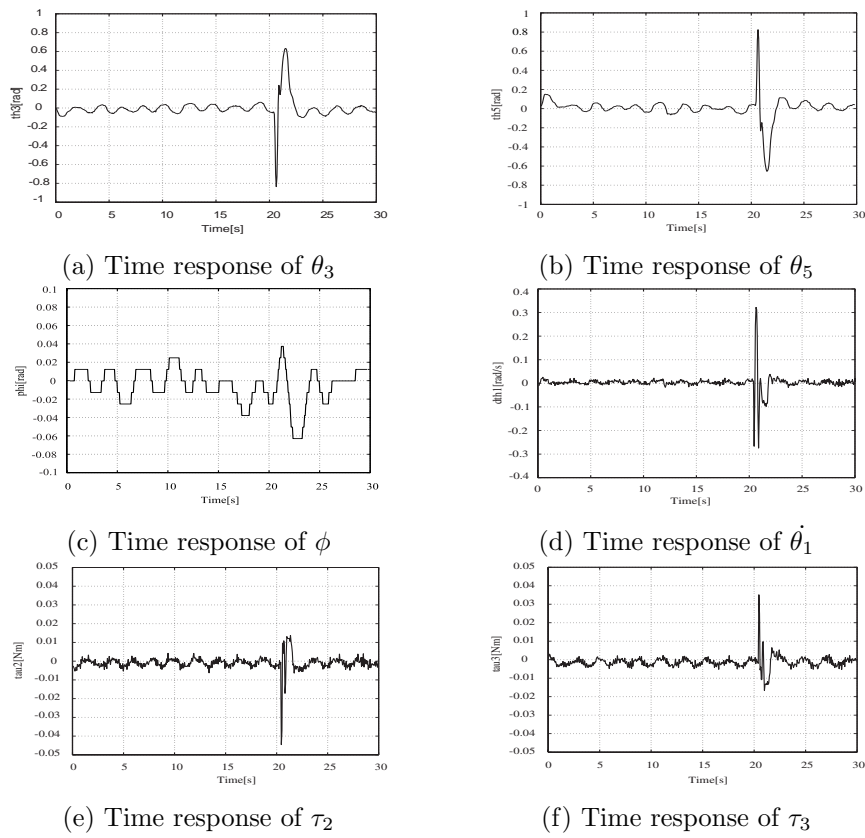 1
0.8
0.6
0.4
0.2
0
-0.2
-0.4
-0.6
-0.8
-1
th3[rad]
0 5 10 15 20 25 30
Time[s]
(a) Time response of θ₃
1
0.8
0.6
0.4
0.2
0
-0.2
-0.4
-0.6
-0.8
-1
th5[rad]
0 5 10 15 20 25 30
Time[s]
(b) Time response of θ₅
0.1
0.08
0.06
0.04
0.02
0
-0.02
-0.04
-0.06
-0.08
-0.1
phi[rad]
0 5 10 15 20 25 30
Time[s]
(c) Time response of ϕ
0.4
0.3
0.2
0.1
0
-0.1
-0.2
-0.3
-0.4
dth1[rad/s]
0 5 10 15 20 25 30
Time[s]
(d) Time response of θ̇₁
0.05
0.04
0.03
0.02
0.01
0
-0.01
-0.02
-0.03
-0.04
0.05
tau2[Nm]
0 5 10 15 20 25 30
Time[s]
(e) Time response of τ₂
0.05
0.04
0.03
0.02
0.01
0
-0.01
-0.02
-0.03
-0.04
-0.05
tau3[Nm]
0 5 10 15 20 25 30
Time[s]
(f) Time response of τ₃